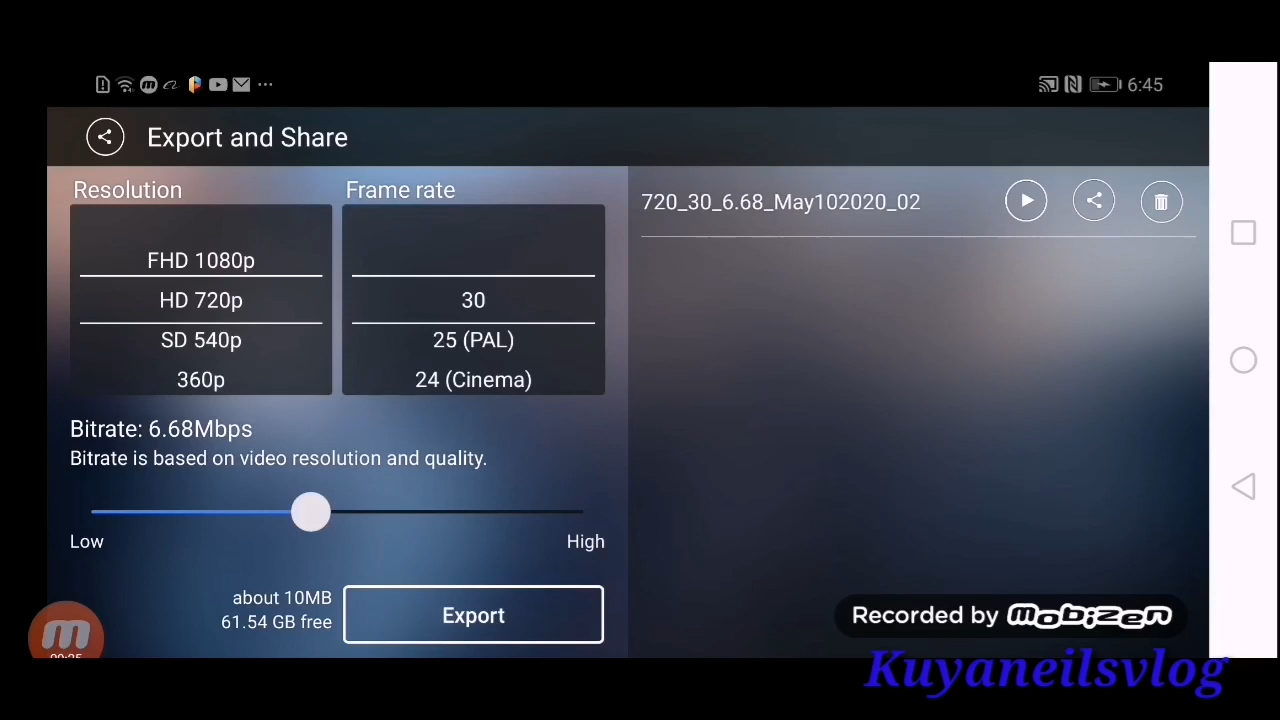 6:45
Export and Share
Resolution
Frame rate
720_30_6.68_May102020_02
FHD 1080p
HD 720p
30
SD 540p
25 (PAL)
360p
24 (Cinema)
Bitrate: 6.68Mbps
Bitrate is based on video resolution and quality.
Low
High
about 10MB
61.54 GB free
Export
Recorded by mobizen
Kuyaneilsvlog